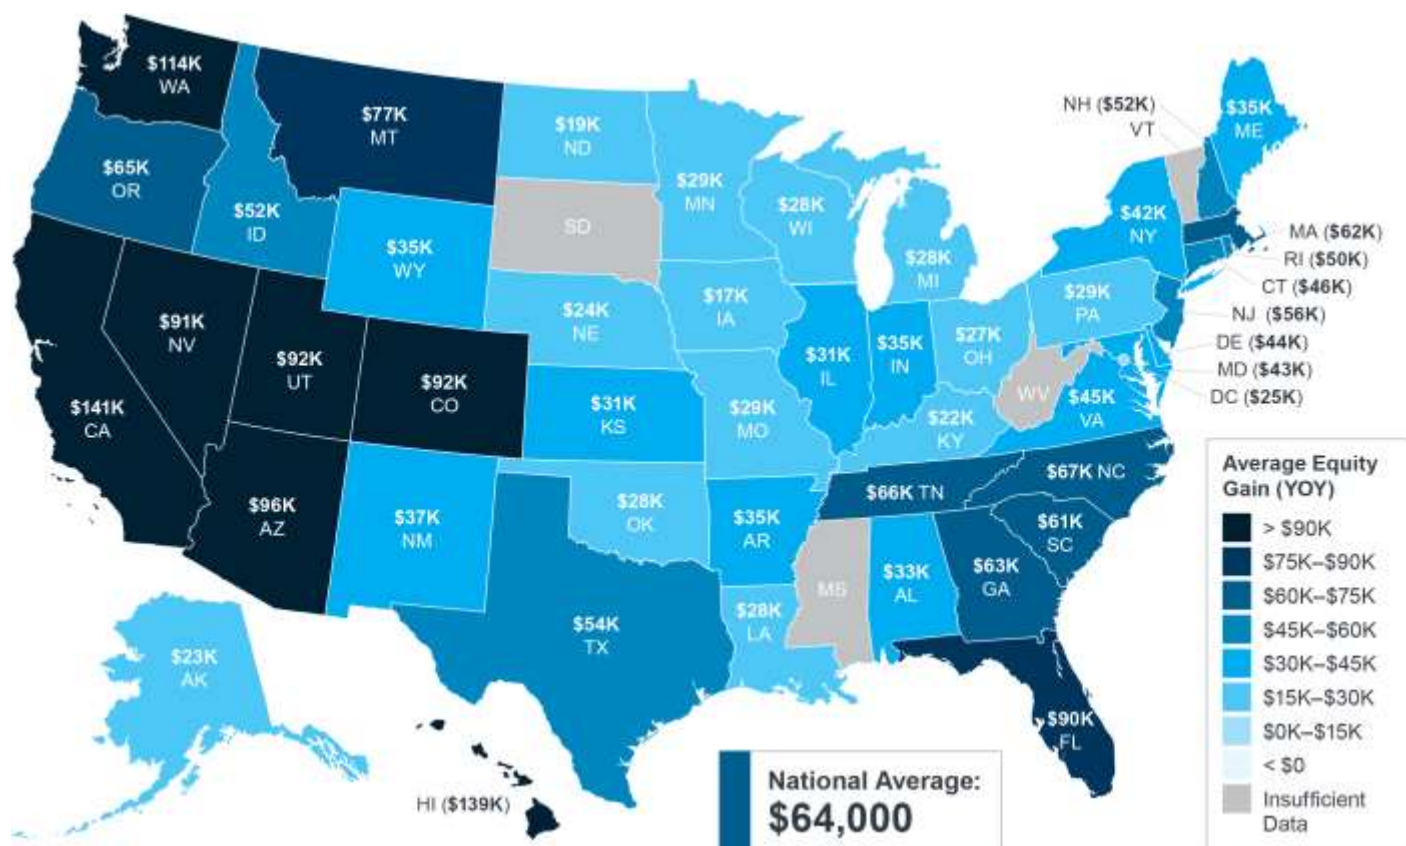 $114K
WA
$65K
OR
$52K
ID
$77K
MT
$35K
WY
$19K
ND
SD
$24K
NE
$31K
KS
$28K
OK
$54K
TX
$141K
CA
$91K
NV
$92K
UT
$92K
CO
$96K
AZ
$37K
NM
$29K
MN
$17K
IA
$29K
MO
$35K
AR
$28K
LA
$28K
WI
$31K
IL
$28K
MI
$35K
IN
$27K
OH
$22K
KY
$66K TN
MS
$33K
AL
$63K
GA
$90K
FL
$61K
SC
$67K NC
$45K
VA
WV
$29K
PA
$42K
NY
$35K
ME
NH ($52K)
VT
MA ($62K)
RI ($50K)
CT ($46K)
NJ ($56K)
DE ($44K)
MD ($43K)
DC ($25K)
$23K
AK
HI ($139K)
National Average:
$64,000
Average Equity
Gain (YOY)
> $90K
$75K–$90K
$60K–$75K
$45K–$60K
$30K–$45K
$15K–$30K
$0K–$15K
< $0
Insufficient
Data